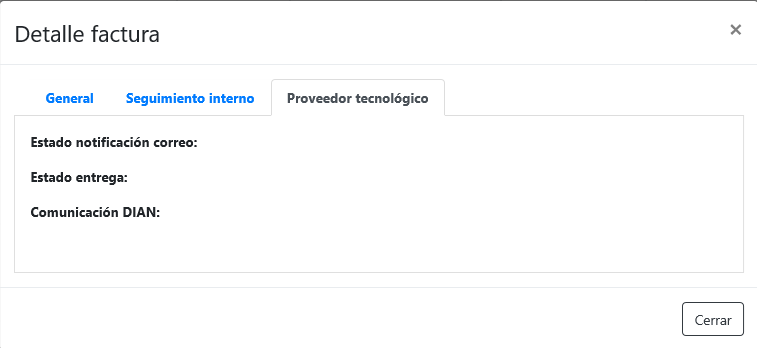 Detalle factura ×
General Seguimiento interno Proveedor tecnológico
Estado notificación correo:
Estado entrega:
Comunicación DIAN:
Cerrar